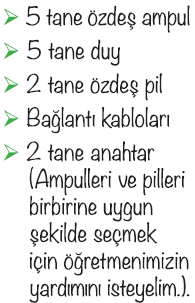 ➤ 5 tane özdeş ampul
➤ 5 tane duy
➤ 2 tane özdeş pil
➤ Bağlantı kabloları
➤ 2 tane anahtar
(Ampulleri ve pilleri
birbirine uygun
şekilde seçmek
için öğretmenimizin
yardımını isteyelim.).